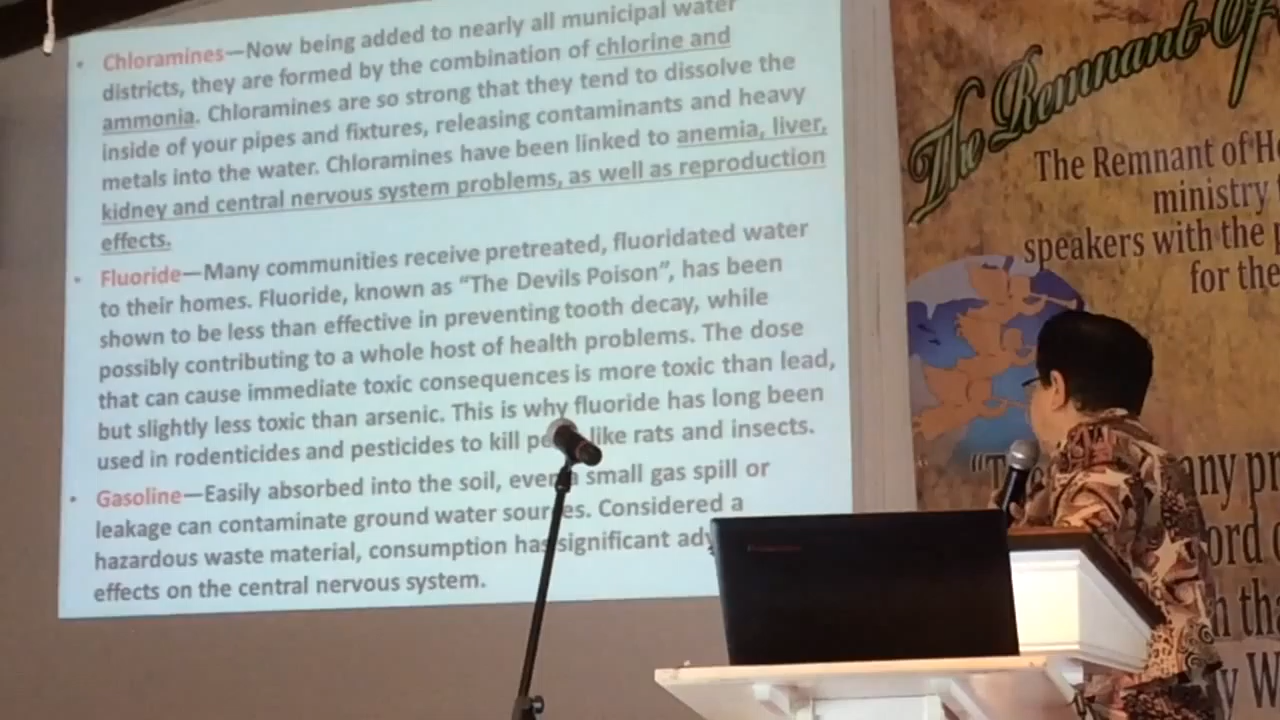 • Chloramines—Now being added to nearly all municipal water
districts, they are formed by the combination of chlorine and
ammonia. Chloramines are so strong that they tend to dissolve the
inside of your pipes and fixtures, releasing contaminants and heavy
metals into the water. Chloramines have been linked to anemia, liver,
kidney and central nervous system problems, as well as reproduction
effects.
• Fluoride—Many communities receive pretreated, fluoridated water
to their homes. Fluoride, known as “The Devils Poison”, has been
shown to be less than effective in preventing tooth decay, while
possibly contributing to a whole host of health problems. The dose
that can cause immediate toxic consequences is more toxic than lead,
but slightly less toxic than arsenic. This is why fluoride has long been
used in rodenticides and pesticides to kill like rats and insects.
• Gasoline—Easily absorbed into the soil, even a small gas spill or
leakage can contaminate ground water sources. Considered a
hazardous waste material, consumption has significant
effects on the central nervous system.
The Remnant Of
The Remnant of
ministry
speakers with the
for the